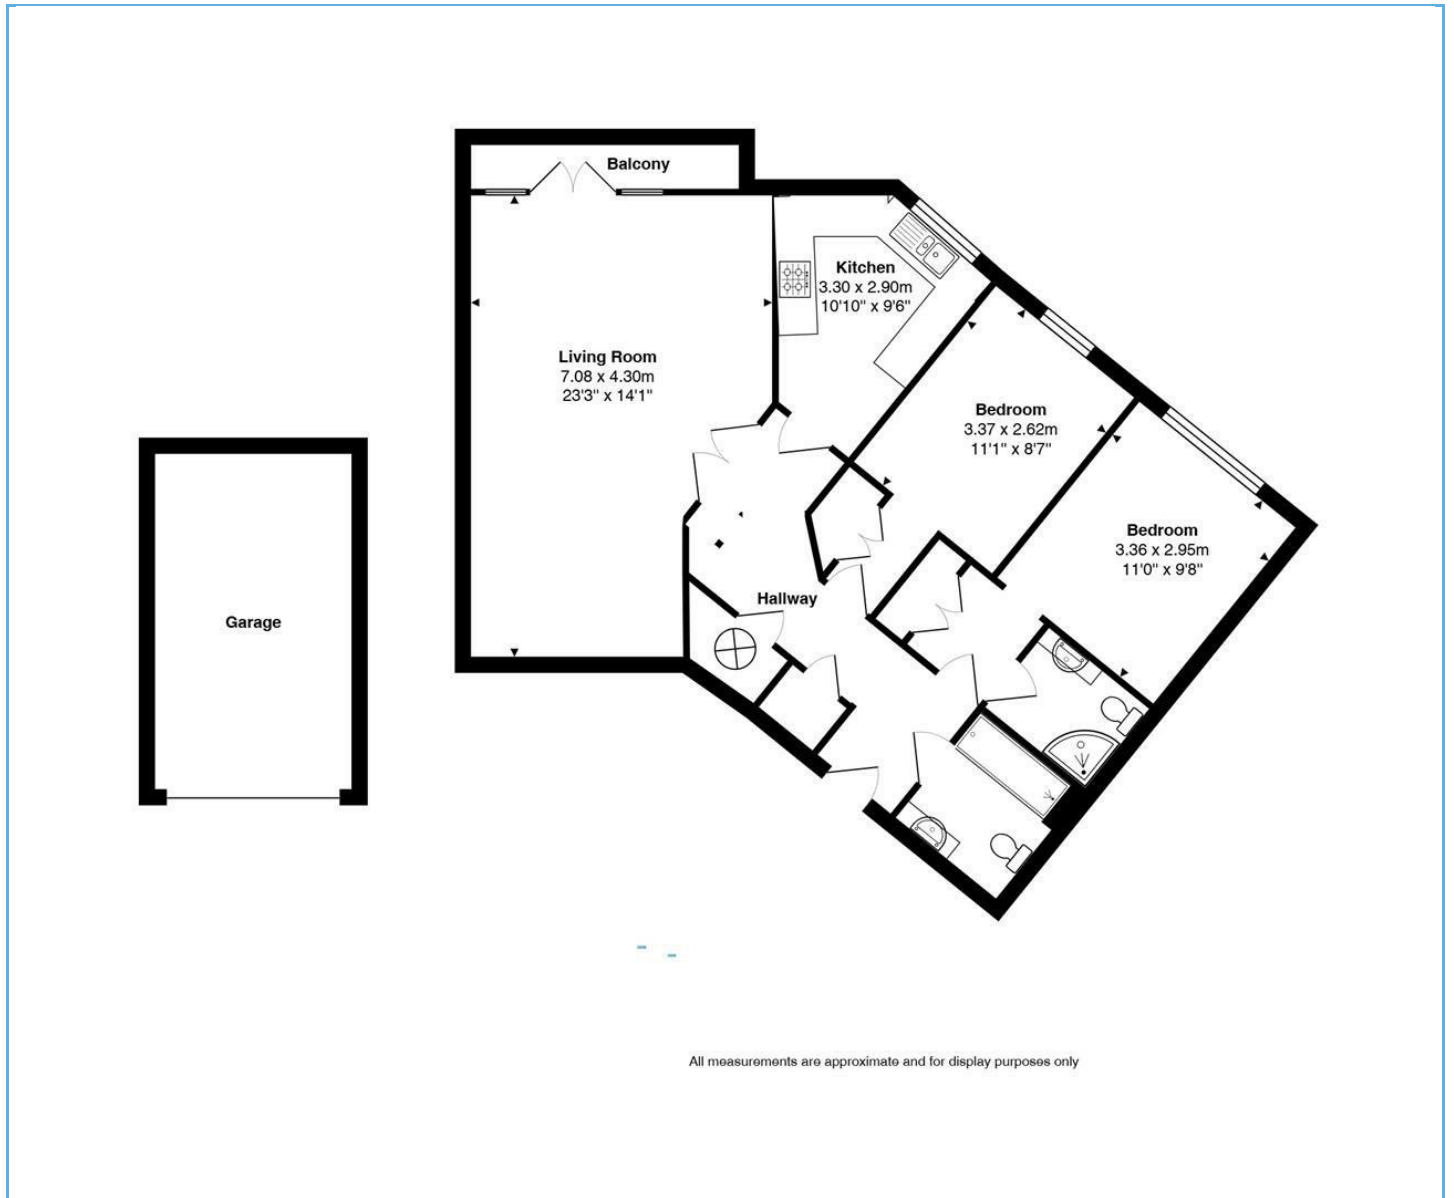 Balcony
Kitchen
3.30 x 2.90m
10'10" x 9'6"
Living Room
7.08 x 4.30m
23'3" x 14'1"
Bedroom
3.37 x 2.62m
11'1" x 8'7"
Bedroom
3.36 x 2.95m
11'0" x 9'8"
Hallway
Garage
All measurements are approximate and for display purposes only